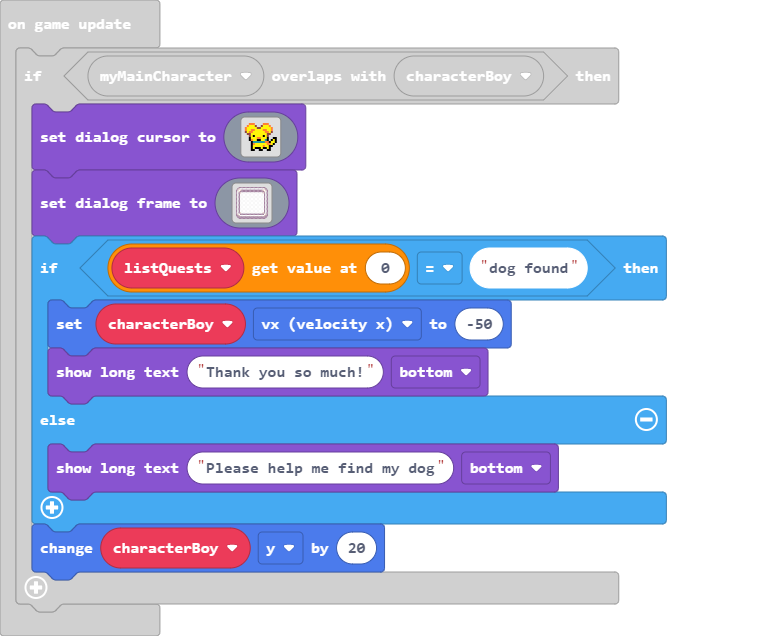 on game update
if myMainCharacter overlaps with characterBoy then
set dialog cursor to
set dialog frame to
if listQuests get value at 0 = "dog found" then
set characterBoy vx (velocity x) to -50
show long text "Thank you so much!" bottom
else
show long text "Please help me find my dog" bottom
change characterBoy y by 20